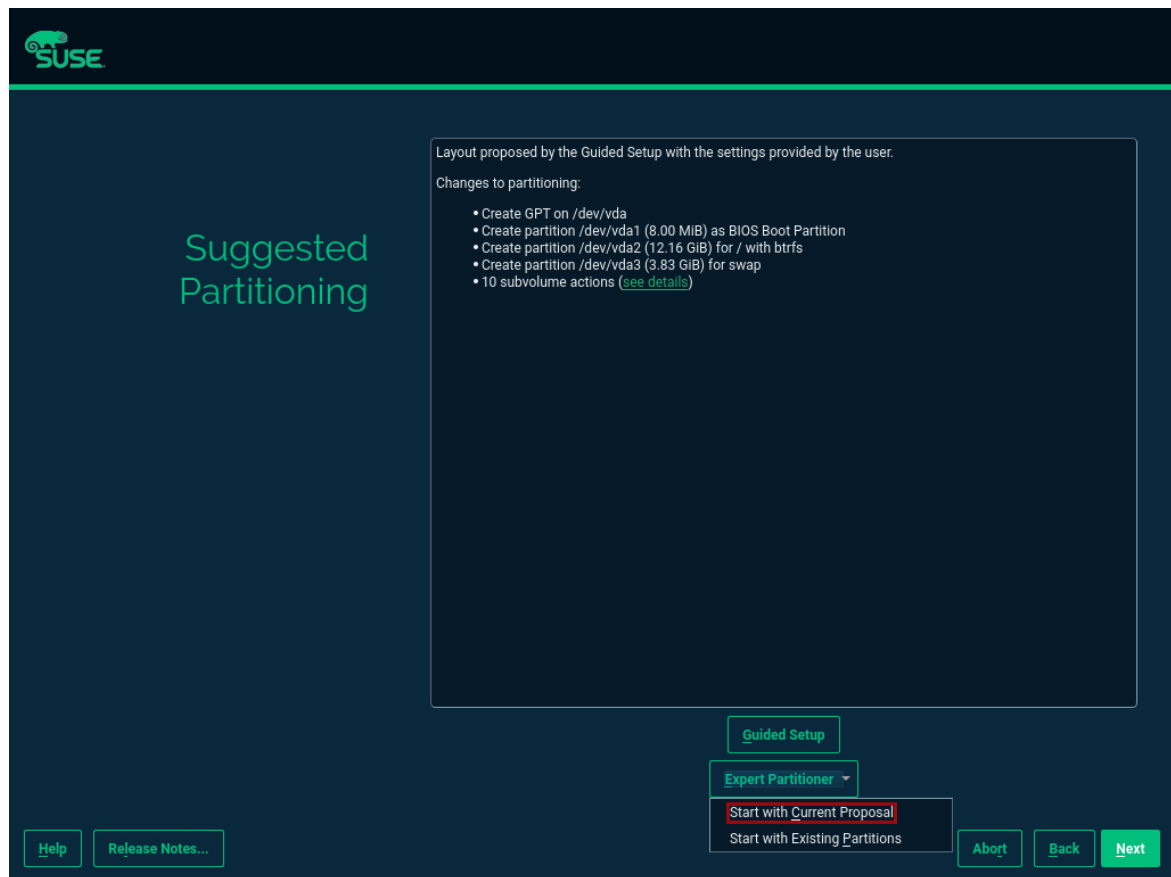 SUSE
Suggested
Partitioning
Layout proposed by the Guided Setup with the settings provided by the user.
Changes to partitioning:
• Create GPT on /dev/vda
• Create partition /dev/vda1 (8.00 MiB) as BIOS Boot Partition
• Create partition /dev/vda2 (12.16 GiB) for / with btrfs
• Create partition /dev/vda3 (3.83 GiB) for swap
• 10 subvolume actions (see details)
Guided Setup
Expert Partitioner
Start with Current Proposal
Start with Existing Partitions
Help
Release Notes...
Abort
Back
Next